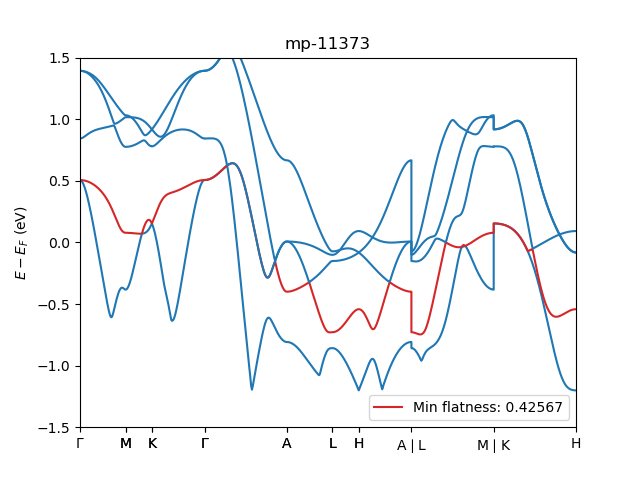 mp-11373
E − E_F (eV)
1.5
1.0
0.5
0.0
−0.5
−1.0
−1.5
Min flatness: 0.42567
Γ M K Γ A L H A | L M | K H